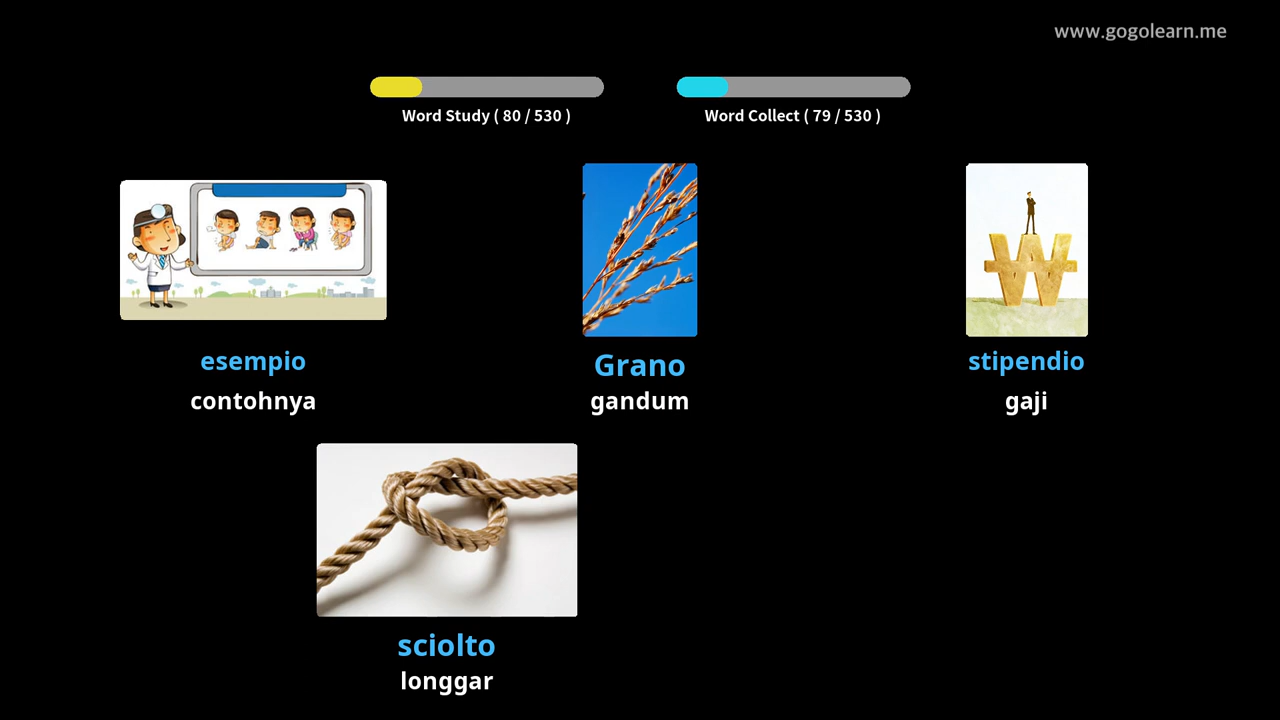 www.gogolearn.me
Word Study ( 80 / 530 )
Word Collect ( 79 / 530 )
esempio
contohnya
Grano
gandum
stipendio
gaji
sciolto
longgar